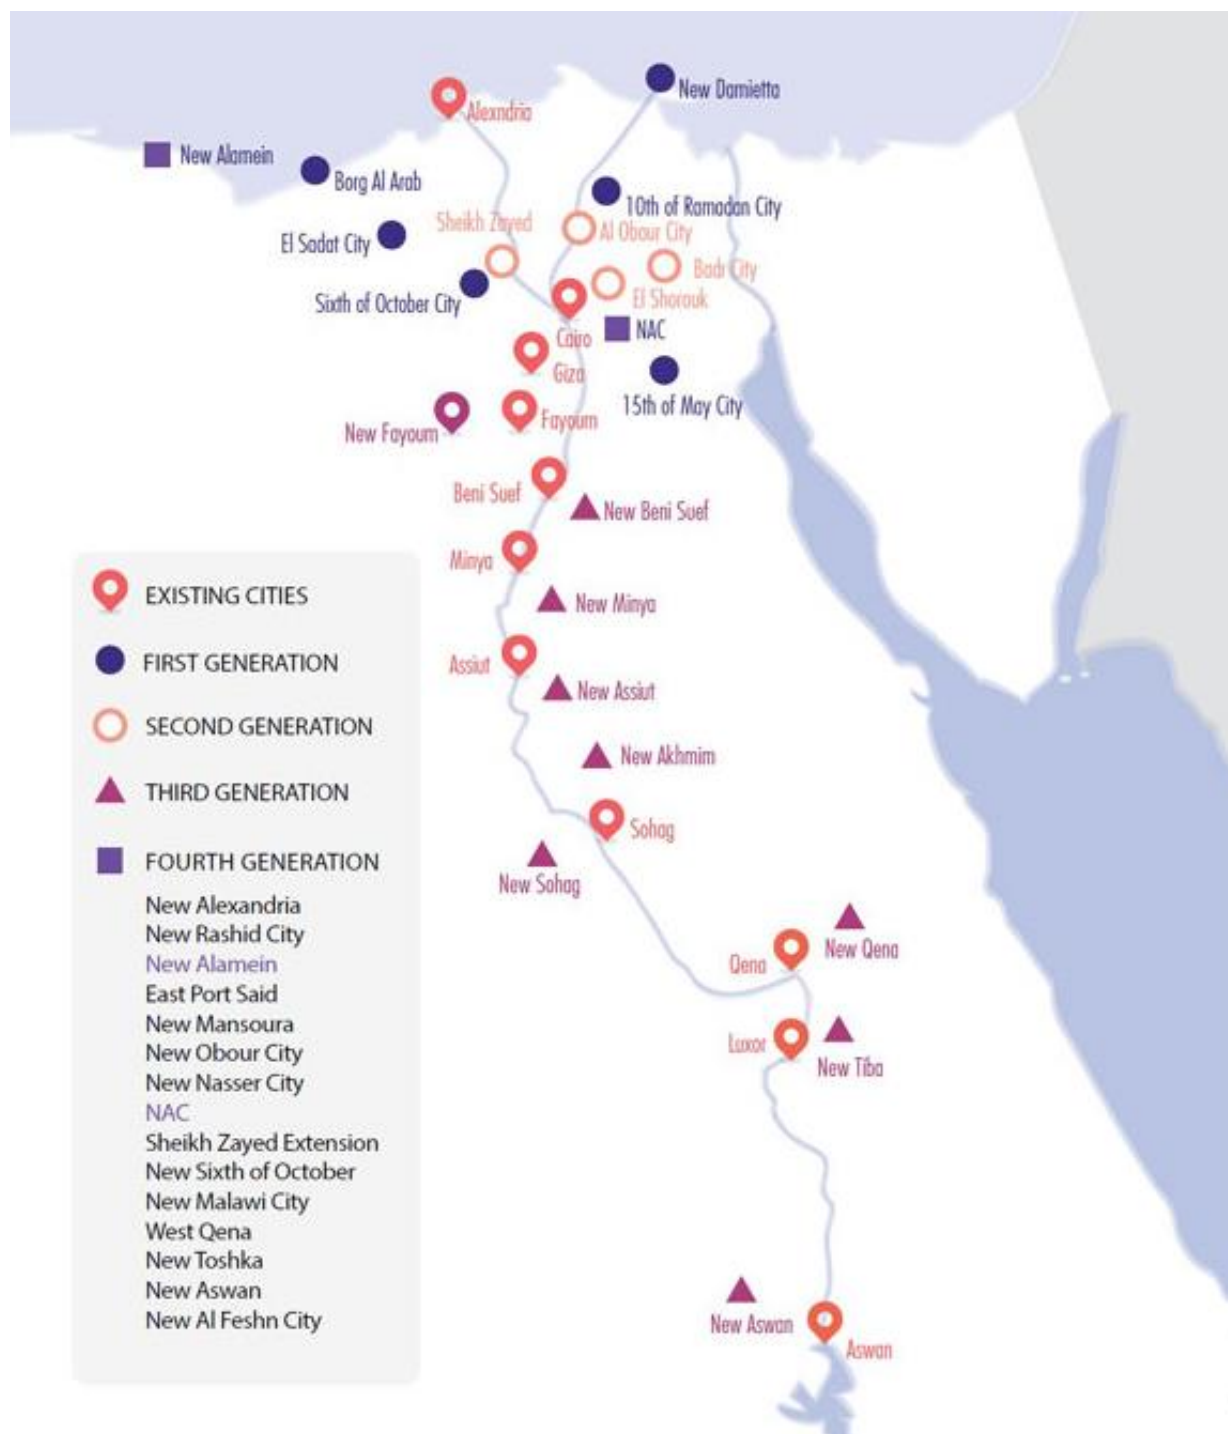 New Damietta
Alexndria
New Alamein
Borg Al Arab
10th of Ramadan City
Sheikh Zayed
Al Obour City
El Sadat City
Badr City
Sixth of October City
El Shorouk
NAC
Cairo
Giza
15th of May City
Fayoum
New Fayoum
Beni Suef
New Beni Suef
Minya
New Minya
Assiut
New Assiut
New Akhmim
Sohag
New Sohag
New Qena
Qena
Luxor
New Tiba
New Aswan
Aswan
EXISTING CITIES
FIRST GENERATION
SECOND GENERATION
THIRD GENERATION
FOURTH GENERATION
New Alexandria
New Rashid City
New Alamein
East Port Said
New Mansoura
New Obour City
New Nasser City
NAC
Sheikh Zayed Extension
New Sixth of October
New Malawi City
West Qena
New Toshka
New Aswan
New Al Feshn City